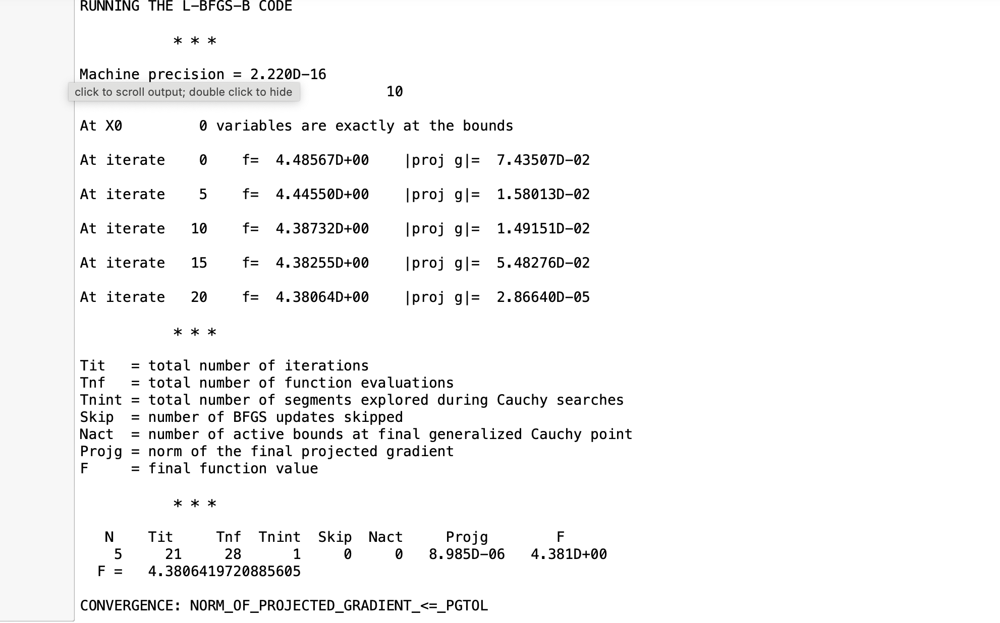 RUNNING THE L-BFGS-B CODE
* * *
Machine precision = 2.220D-16
click to scroll output; double click to hide 10
At X0 0 variables are exactly at the bounds
At iterate 0 f= 4.48567D+00 |proj g|= 7.43507D-02
At iterate 5 f= 4.44550D+00 |proj g|= 1.58013D-02
At iterate 10 f= 4.38732D+00 |proj g|= 1.49151D-02
At iterate 15 f= 4.38255D+00 |proj g|= 5.48276D-02
At iterate 20 f= 4.38064D+00 |proj g|= 2.86640D-05
* * *
Tit = total number of iterations
Tnf = total number of function evaluations
Tnint = total number of segments explored during Cauchy searches
Skip = number of BFGS updates skipped
Nact = number of active bounds at final generalized Cauchy point
Projg = norm of the final projected gradient
F = final function value
* * *
N Tit Tnf Tnint Skip Nact Projg F
5 21 28 1 0 0 8.985D-06 4.381D+00
F = 4.3806419720885605
CONVERGENCE: NORM_OF_PROJECTED_GRADIENT_<=_PGTOL